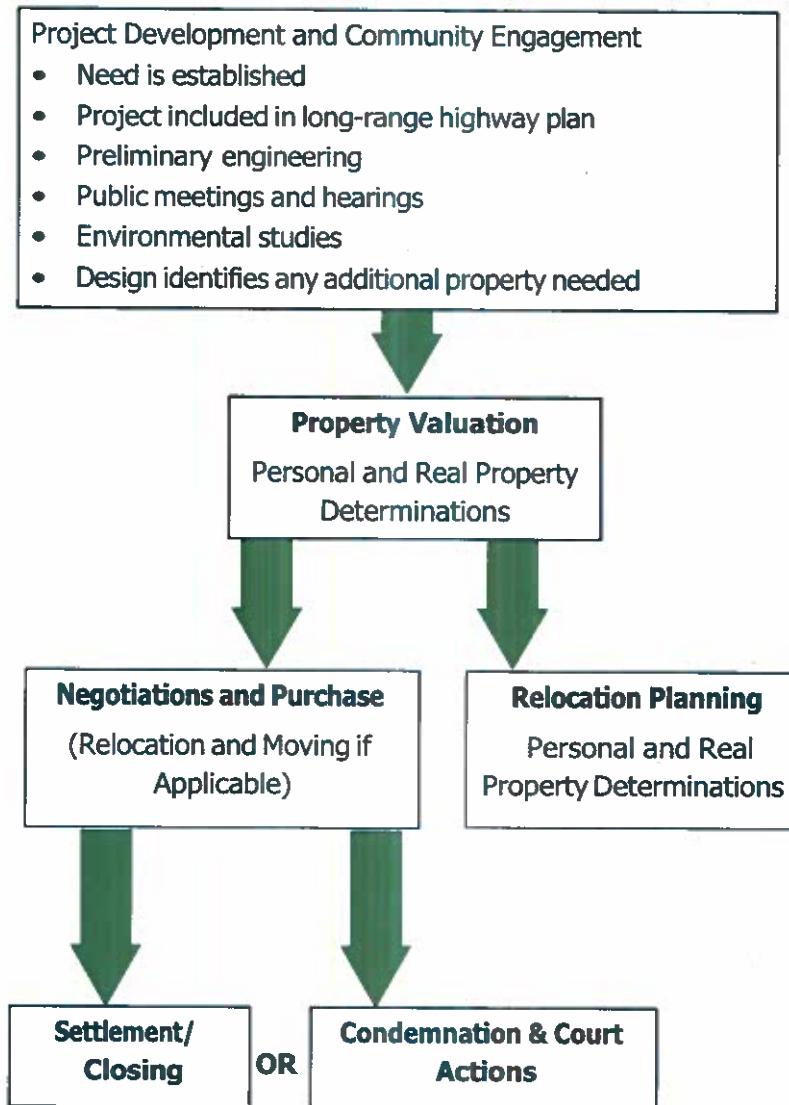 Project Development and Community Engagement
• Need is established
• Project included in long-range highway plan
• Preliminary engineering
• Public meetings and hearings
• Environmental studies
• Design identifies any additional property needed
Property Valuation
Personal and Real Property
Determinations
Negotiations and Purchase
(Relocation and Moving if
Applicable)
Relocation Planning
Personal and Real
Property Determinations
Settlement/
Closing
OR
Condemnation & Court
Actions